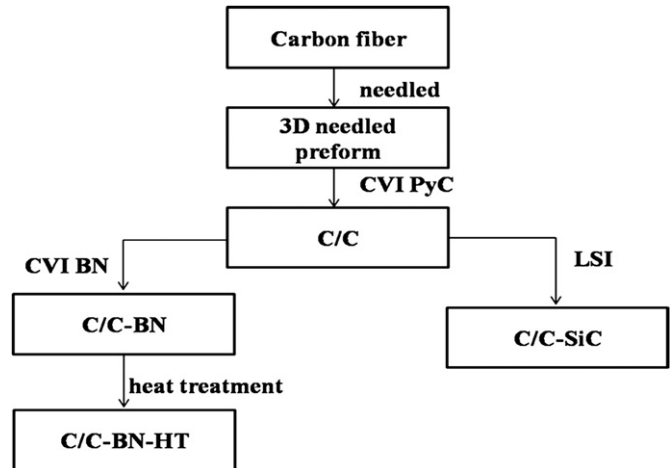 Carbon fiber
needled
3D needled
preform
CVI PyC
C/C
CVI BN
LSI
C/C-BN
C/C-SiC
heat treatment
C/C-BN-HT